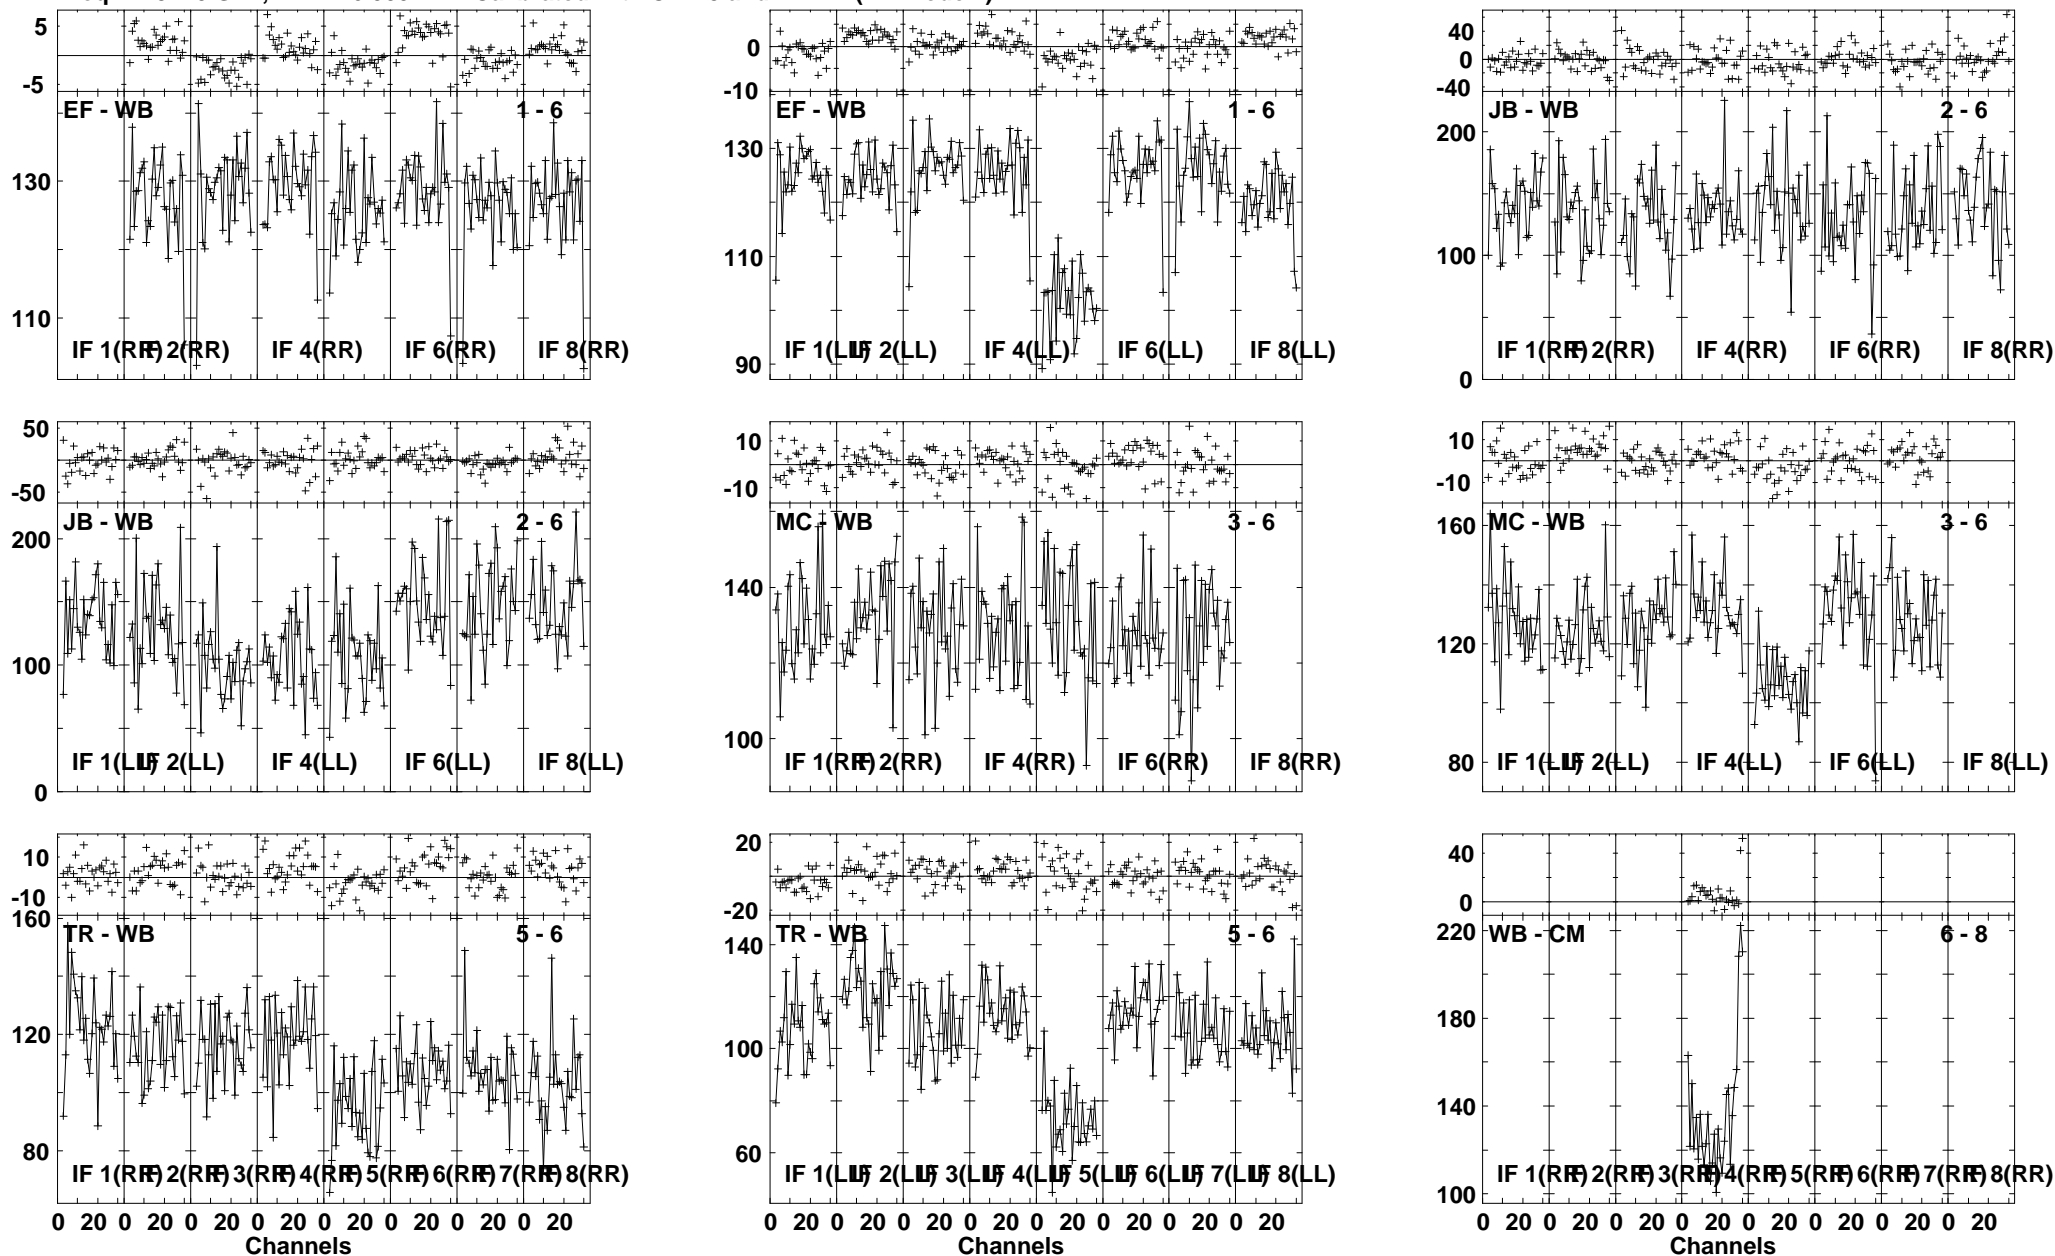 5
0
-5
EF - WB 1 - 6
130
110
IF 1(RR) IF 2(RR) IF 4(RR) IF 6(RR) IF 8(RR)
5
0
-10
EF - WB 1 - 6
130
110
90
IF 1(LL) IF 2(LL) IF 4(LL) IF 6(LL) IF 8(LL)
40
0
-40
JB - WB 2 - 6
200
100
0
IF 1(RR) IF 2(RR) IF 4(RR) IF 6(RR) IF 8(RR)
50
0
-50
JB - WB 2 - 6
200
100
0
IF 1(LL) IF 2(LL) IF 4(LL) IF 6(LL) IF 8(LL)
10
-10
MC - WB 3 - 6
140
100
IF 1(RR) IF 2(RR) IF 4(RR) IF 6(RR) IF 8(RR)
10
-10
MC - WB 3 - 6
160
120
80
IF 1(LL) IF 2(LL) IF 4(LL) IF 6(LL) IF 8(LL)
10
-10
160
TR - WB 5 - 6
120
80
IF 1(RR) IF 2(RR) IF 3(RR) IF 4(RR) IF 5(RR) IF 6(RR) IF 7(RR) IF 8(RR)
0 20 0 20 0 20 0 20 0 20 0 20 0 20 0 20
Channels
20
0
-20
TR - WB 5 - 6
140
100
60
IF 1(LL) IF 2(LL) IF 3(LL) IF 4(LL) IF 5(LL) IF 6(LL) IF 7(LL) IF 8(LL)
0 20 0 20 0 20 0 20 0 20 0 20 0 20 0 20
Channels
40
0
WB - CM 6 - 8
220
180
140
100
IF 1(RR) IF 2(RR) IF 3(RR) IF 4(RR) IF 5(RR) IF 6(RR) IF 7(RR) IF 8(RR)
0 20 0 20 0 20 0 20 0 20 0 20 0 20 0 20
Channels